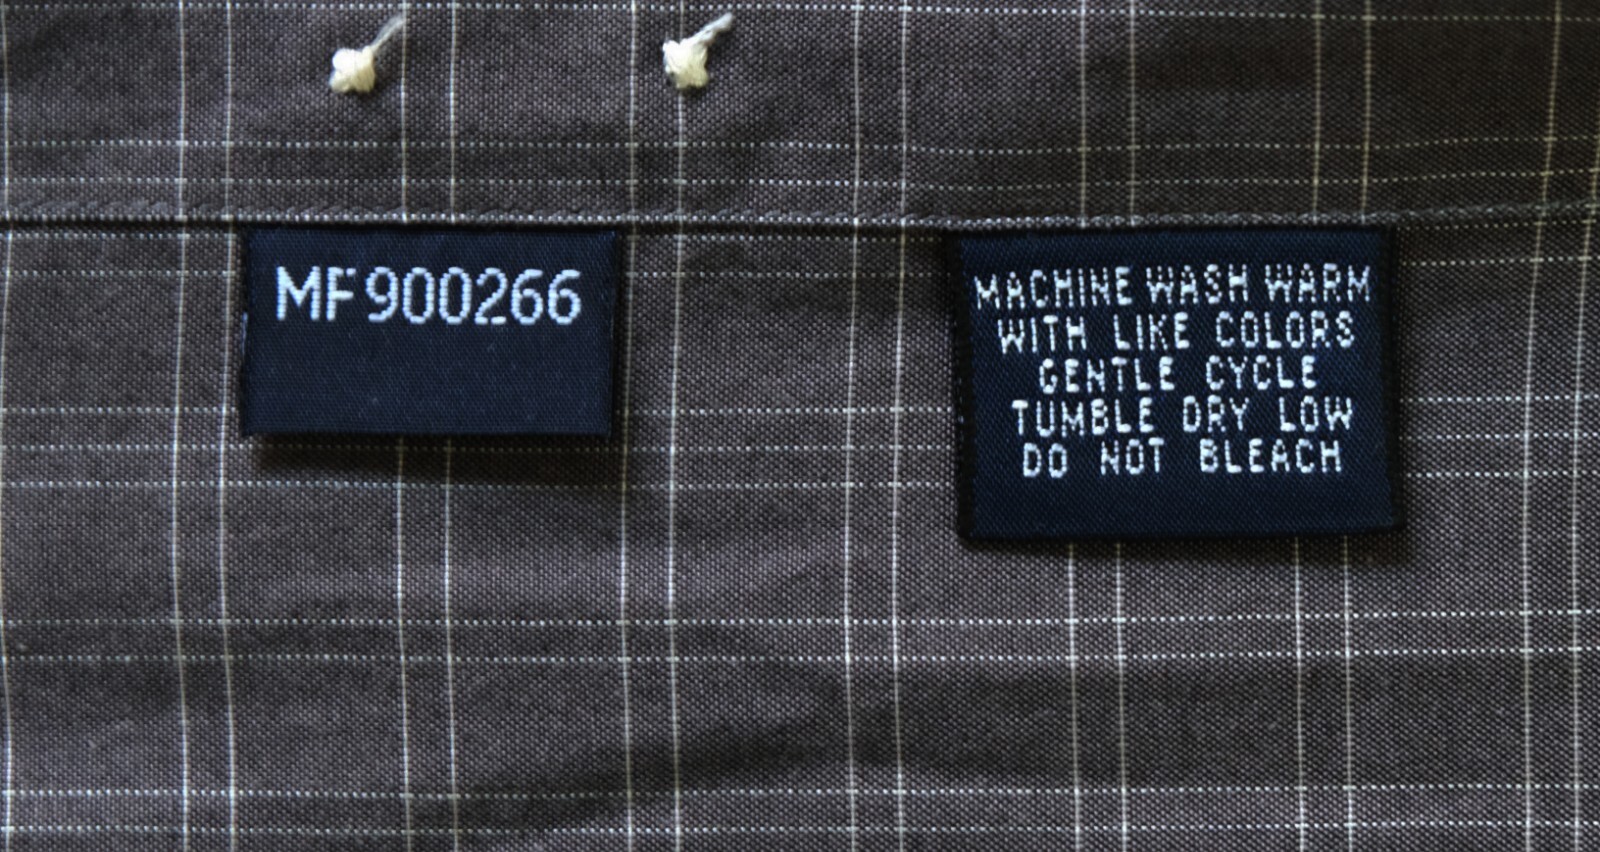 MF900266
MACHINE WASH WARM
WITH LIKE COLORS
GENTLE CYCLE
TUMBLE DRY LOW
DO NOT BLEACH